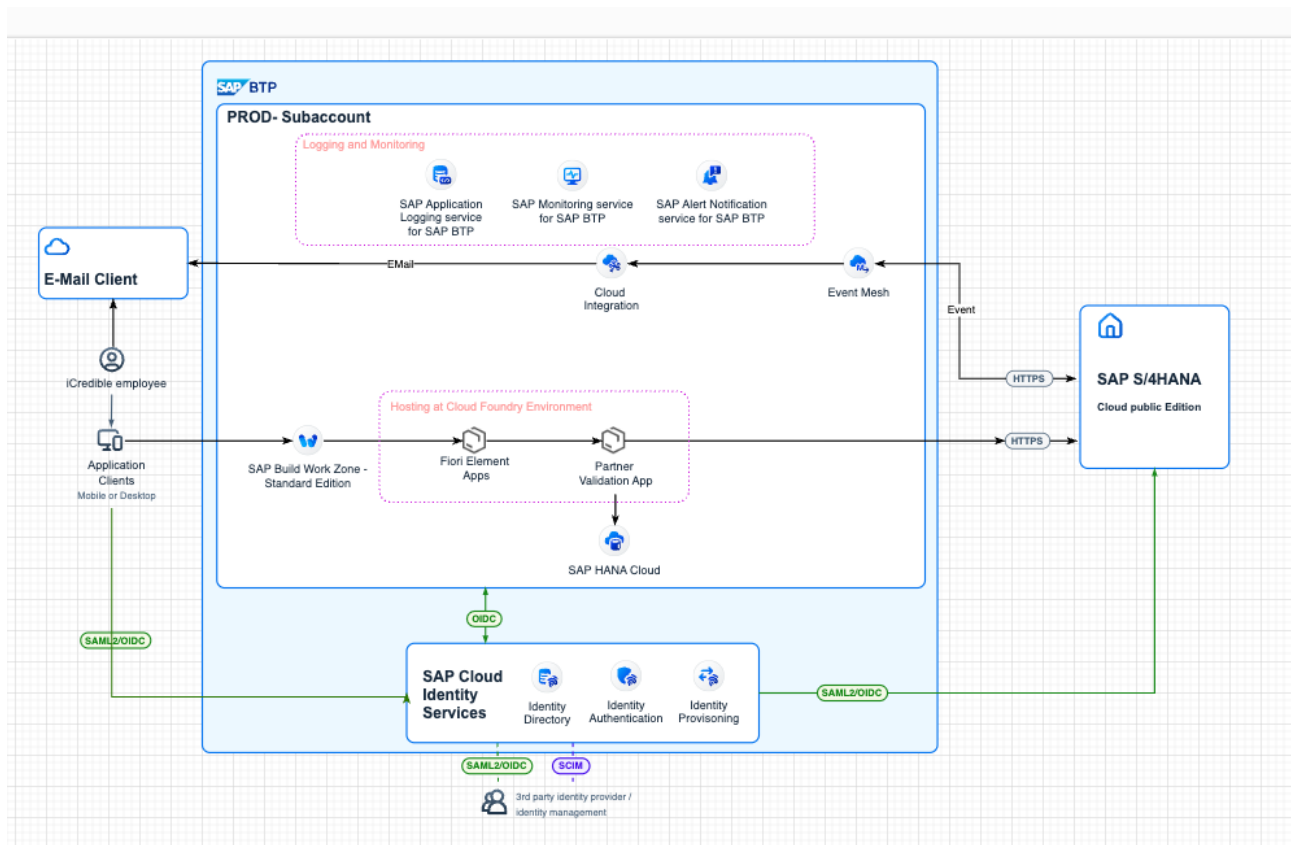 SAP BTP
PROD- Subaccount
Logging and Monitoring
SAP Application
Logging service
for SAP BTP
SAP Monitoring service
for SAP BTP
SAP Alert Notification
service for SAP BTP
E-Mail Client
EMail
Cloud
Integration
Event Mesh
Event
iCredible employee
HTTPS
SAP S/4HANA
Cloud public Edition
Hosting at Cloud Foundry Environment
HTTPS
Application
Clients
Mobile or Desktop
SAP Build Work Zone -
Standard Edition
Fiori Element
Apps
Partner
Validation App
SAP HANA Cloud
OIDC
SAML2/OIDC
SAP Cloud
Identity
Services
Identity
Directory
Identity
Authentication
Identity
Provisoning
SAML2/OIDC
SAML2/OIDC
SCIM
3rd party identity provider /
identity management